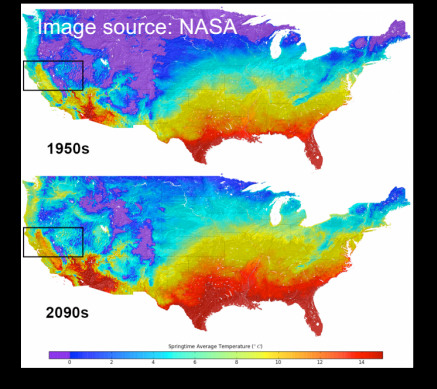 Image source: NASA
1950s
2090s
Springtime Average Temperature (° C)
0 2 4 6 8 10 12 14